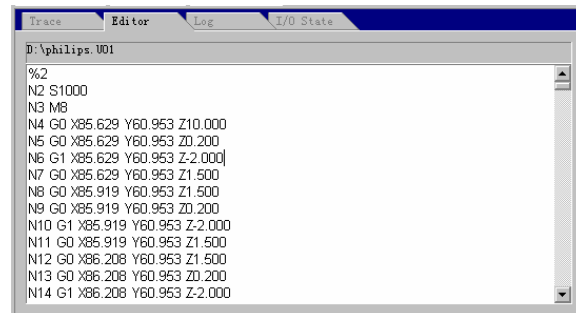 Trace Editor Log I/O State
D:\philips.U01
%2
N2 S1000
N3 M8
N4 G0 X85.629 Y60.953 Z10.000
N5 G0 X85.629 Y60.953 Z0.200
N6 G1 X85.629 Y60.953 Z-2.000
N7 G0 X85.629 Y60.953 Z1.500
N8 G0 X85.919 Y60.953 Z1.500
N9 G0 X85.919 Y60.953 Z0.200
N10 G1 X85.919 Y60.953 Z-2.000
N11 G0 X85.919 Y60.953 Z1.500
N12 G0 X86.208 Y60.953 Z1.500
N13 G0 X86.208 Y60.953 Z0.200
N14 G1 X86.208 Y60.953 Z-2.000